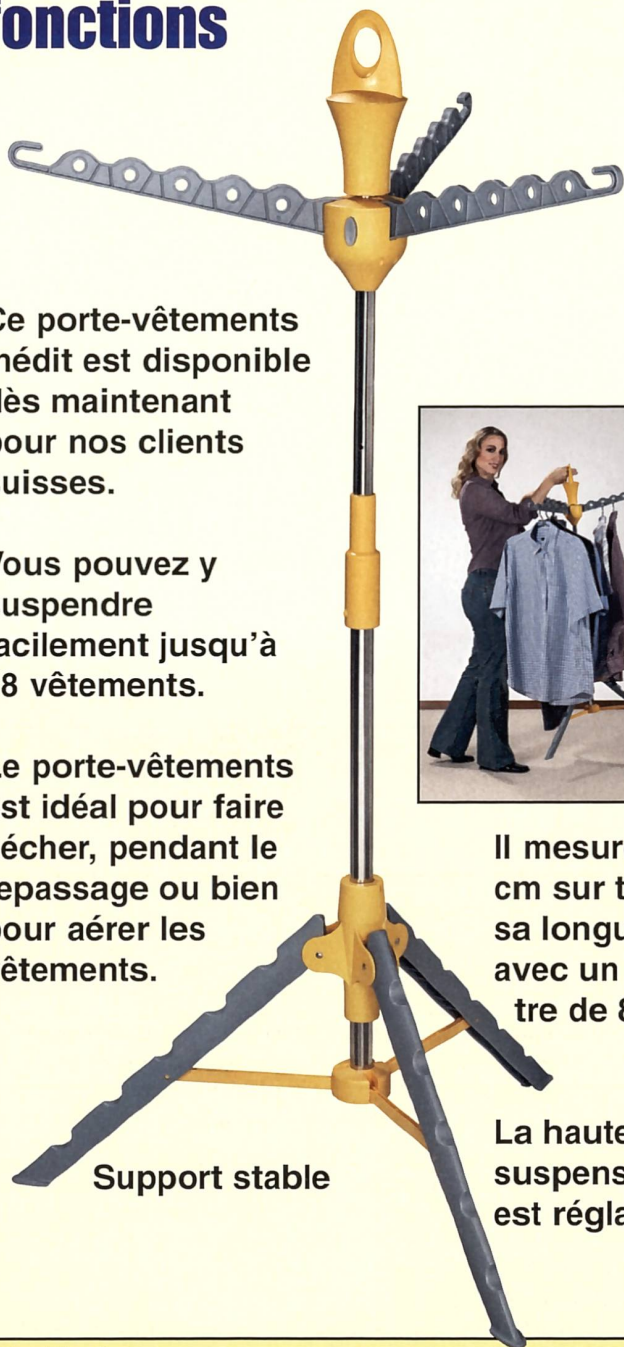 fonctions
Ce porte-vêtements
inédit est disponible
dès maintenant
pour nos clients
suisses.
Vous pouvez y
suspendre
facilement jusqu'à
8 vêtements.
Le porte-vêtements
est idéal pour faire
sécher, pendant le
repassage ou bien
pour aérer les
vêtements.
Il mesur
cm sur t
sa longu
avec un
tre de 8
La haute
suspens
est régla
Support stable